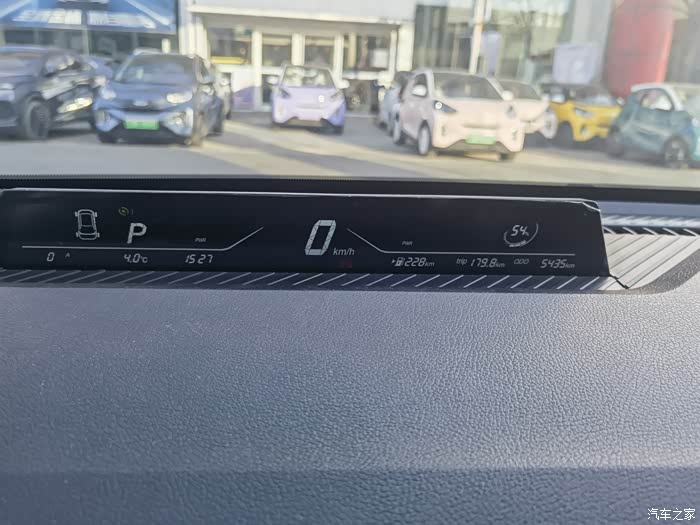 P
PWR
0 km/h
PWR
54%
0 A
4.0℃
15:27
228km
trip 179.8km
ODO 5435km
汽车之家